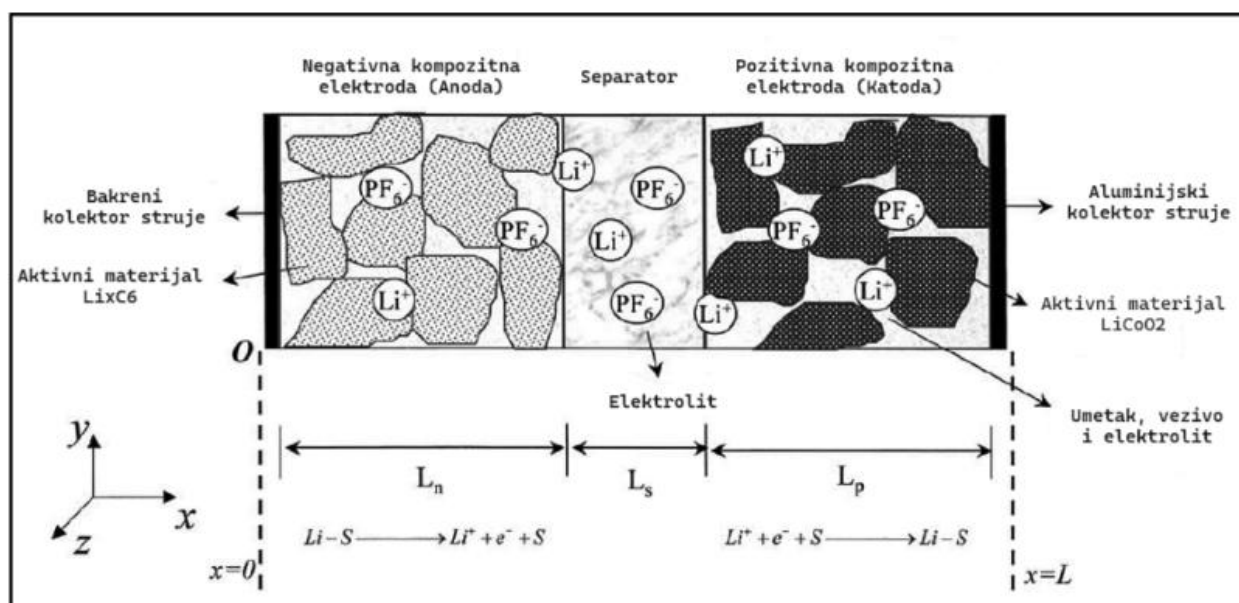 Negativna kompozitna
elektroda (Anoda)
Separator
Pozitivna kompozitna
elektroda (Katoda)
Bakreni
kolektor struje
Aktivni materijal
LixC6
Li⁺
PF₆⁻
PF₆⁻
Li⁺
PF₆⁻
Li⁺
PF₆⁻
Li⁺
PF₆⁻
PF₆⁻
Li⁺
Li⁺
Aluminijski
kolektor struje
Aktivni materijal
LiCoO2
O
Elektrolit
Umetak, vezivo
i elektrolit
y
x
z
Lₙ
Lₛ
Lₚ
Li–S ⟶ Li⁺ + e⁻ + S
Li⁺ + e⁻ + S ⟶ Li–S
x=0
x=L